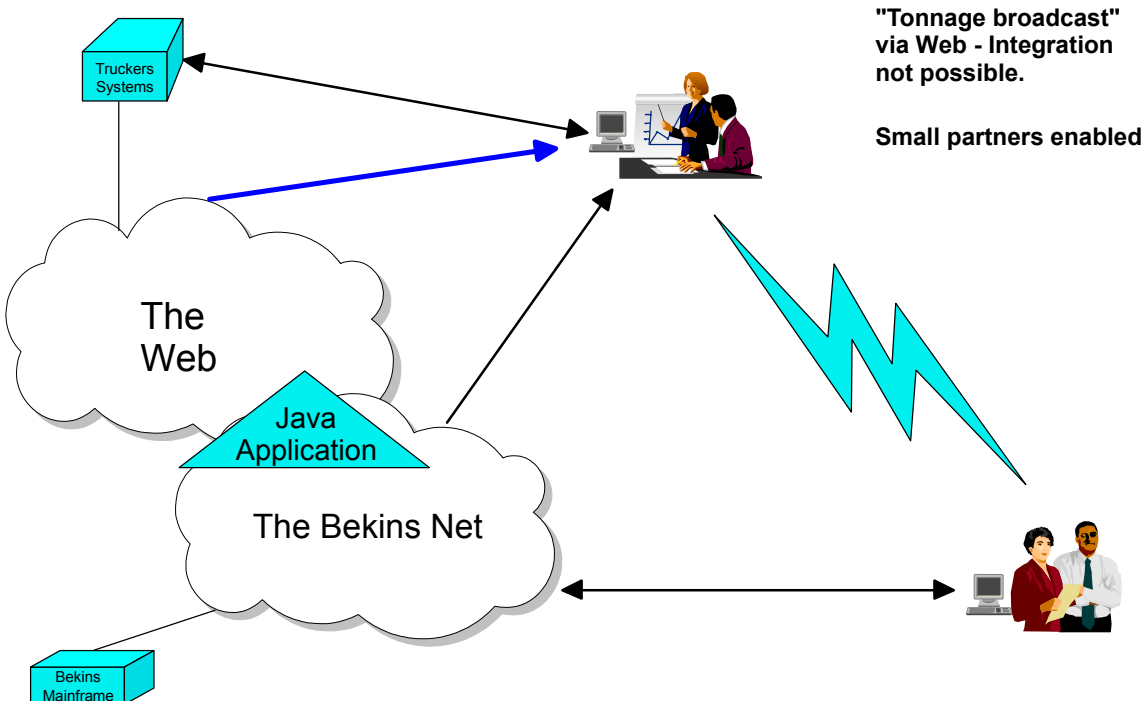 "Tonnage broadcast"
via Web - Integration
not possible.
Small partners enabled
Truckers
Systems
The
Web
Java
Application
The Bekins Net
Bekins
Mainframe